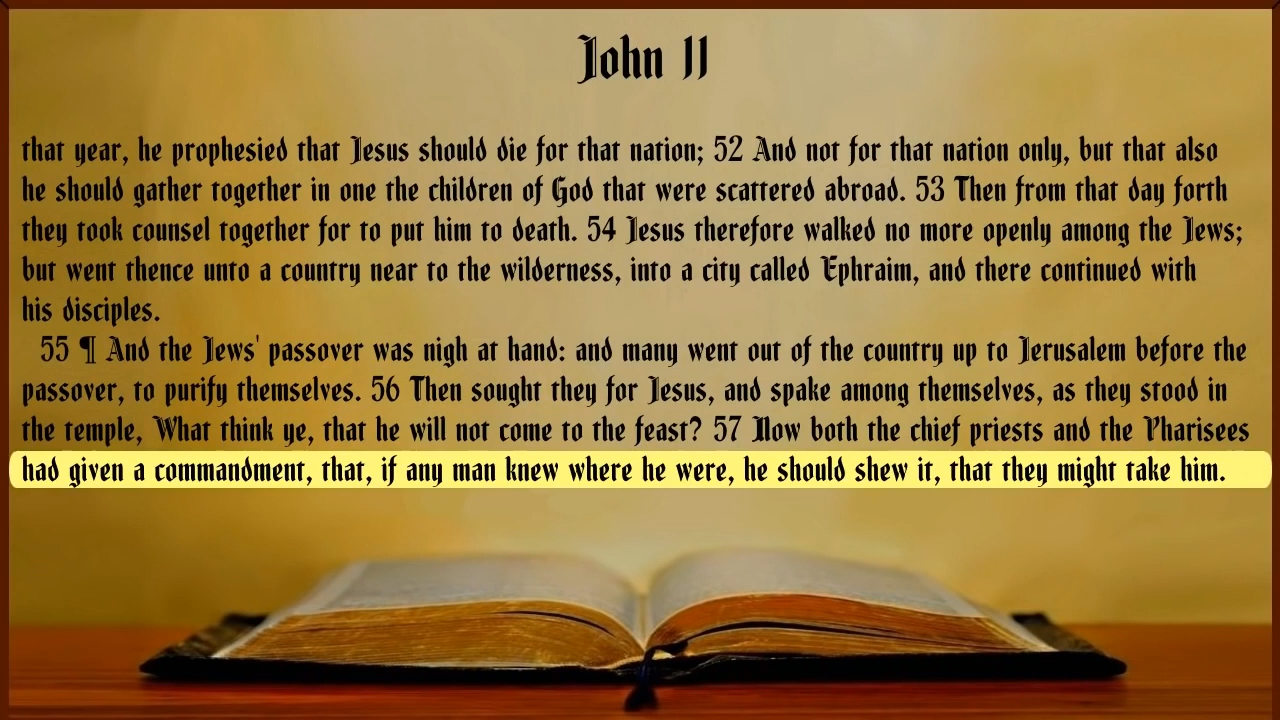 John 11
that year, he prophesied that Jesus should die for that nation; 52 And not for that nation only, but that also
he should gather together in one the children of God that were scattered abroad. 53 Then from that day forth
they took counsel together for to put him to death. 54 Jesus therefore walked no more openly among the Jews;
but went thence unto a country near to the wilderness, into a city called Ephraim, and there continued with
his disciples.
55 ¶ And the Jews' passover was nigh at hand: and many went out of the country up to Jerusalem before the
passover, to purify themselves. 56 Then sought they for Jesus, and spake among themselves, as they stood in
the temple, What think ye, that he will not come to the feast? 57 Now both the chief priests and the Pharisees
had given a commandment, that, if any man knew where he were, he should shew it, that they might take him.